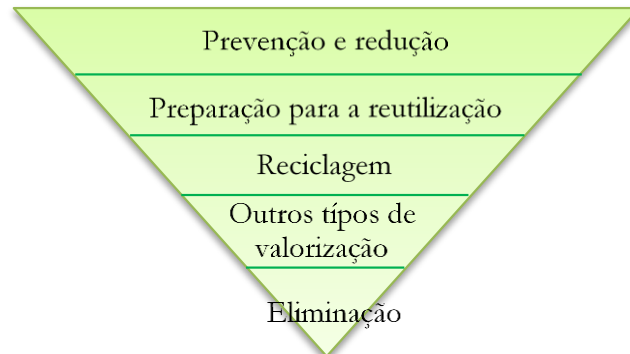 Prevenção e redução
Preparação para a reutilização
Reciclagem
Outros típos de
valorização
Eliminação